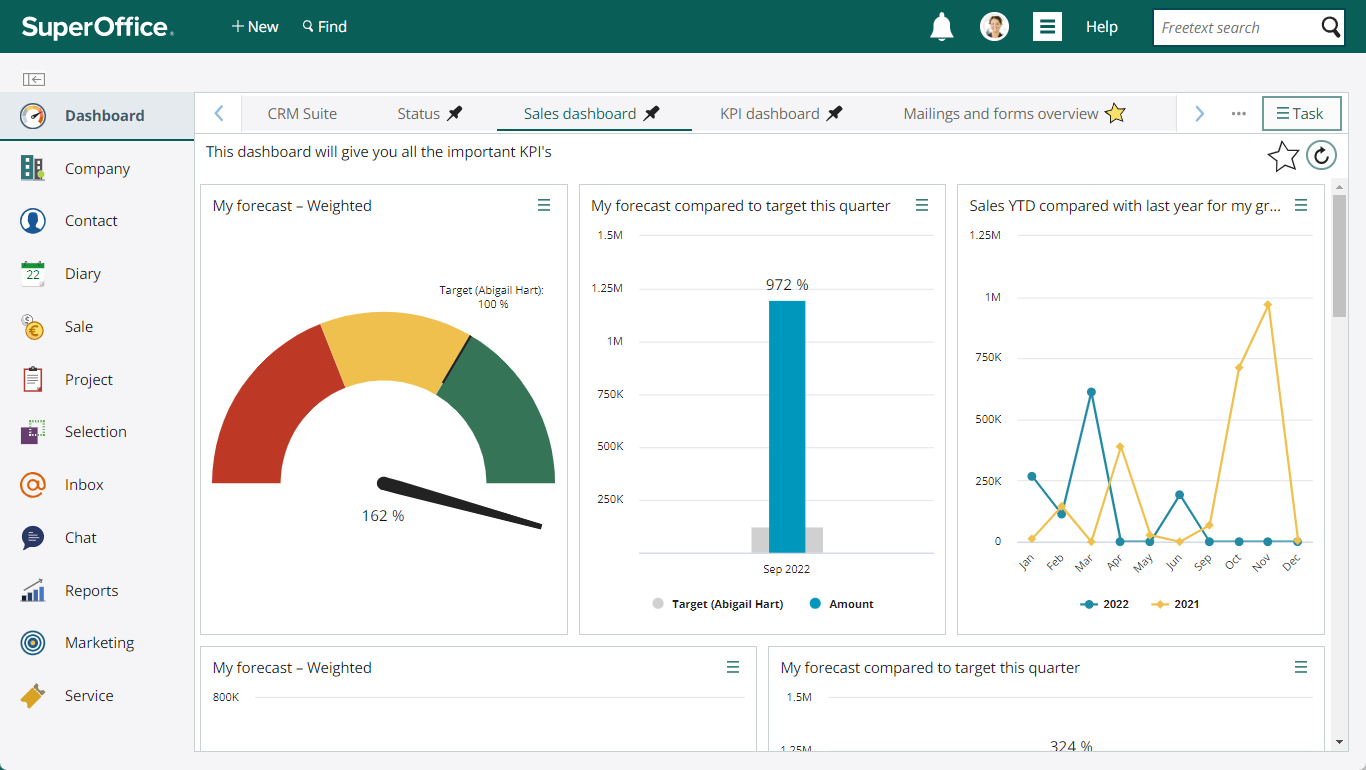 SuperOffice.
+ New
Find
Help
Freetext search
Dashboard
Company
Contact
22
Diary
Sale
Project
Selection
Inbox
Chat
Reports
Marketing
Service
CRM Suite
Status
Sales dashboard
KPI dashboard
Mailings and forms overview
Task
This dashboard will give you all the important KPI's
My forecast – Weighted
Target (Abigail Hart):
100 %
162 %
My forecast compared to target this quarter
1.5M
1.25M
1M
750K
500K
250K
972 %
Sep 2022
Target (Abigail Hart)
Amount
Sales YTD compared with last year for my gr...
1.25M
1M
750K
500K
250K
0
Jan
Feb
Mar
Apr
May
Jun
Sep
Oct
Nov
Dec
2022
2021
My forecast – Weighted
800K
My forecast compared to target this quarter
1.5M
1.25M
324 %